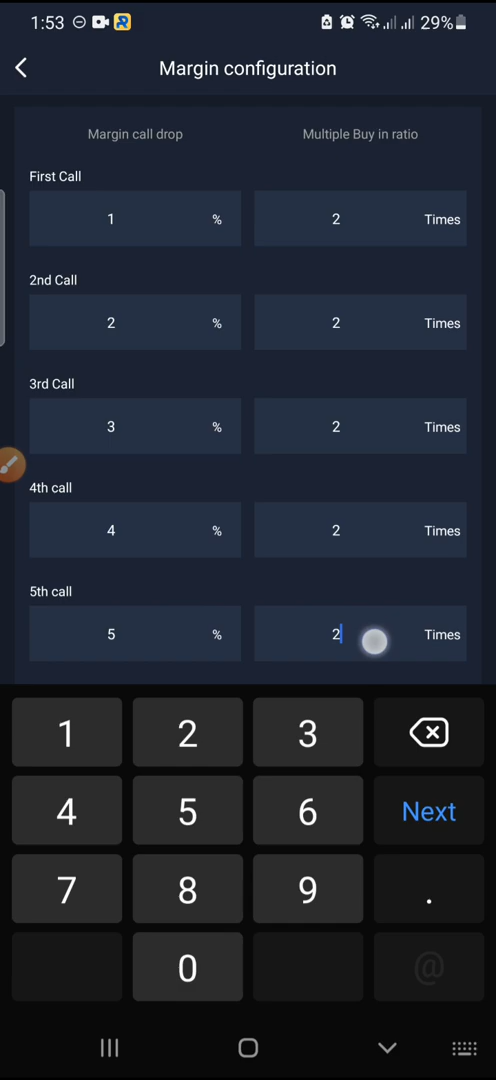 1:53 29%
Margin configuration
Margin call drop Multiple Buy in ratio
First Call
1 % 2 Times
2nd Call
2 % 2 Times
3rd Call
3 % 2 Times
4th call
4 % 2 Times
5th call
5 % 2 Times
1 2 3
4 5 6 Next
7 8 9 .
0 @